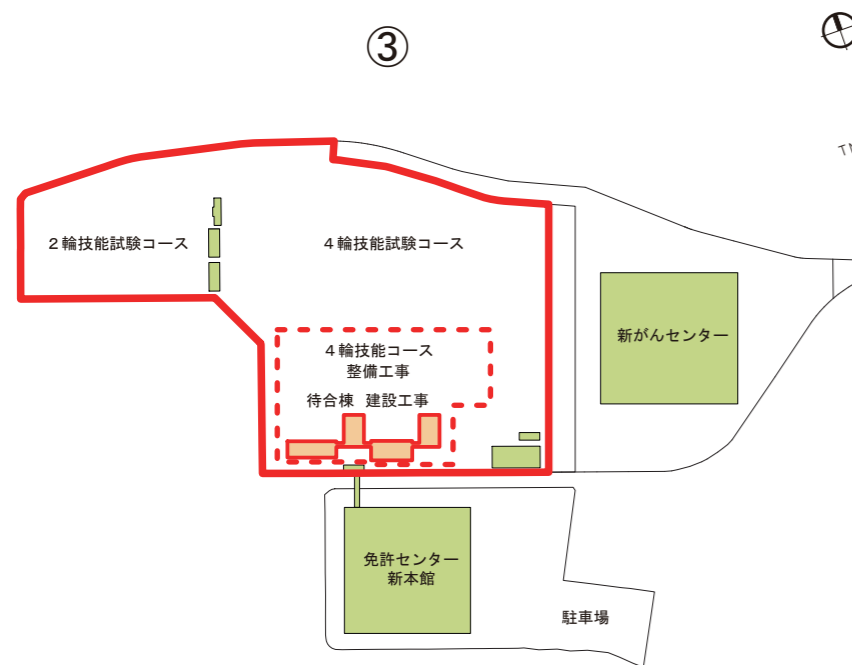 ③
2輪技能試験コース
4輪技能試験コース
4輪技能コース
整備工事
待合棟 建設工事
新がんセンター
免許センター
新本館
駐車場